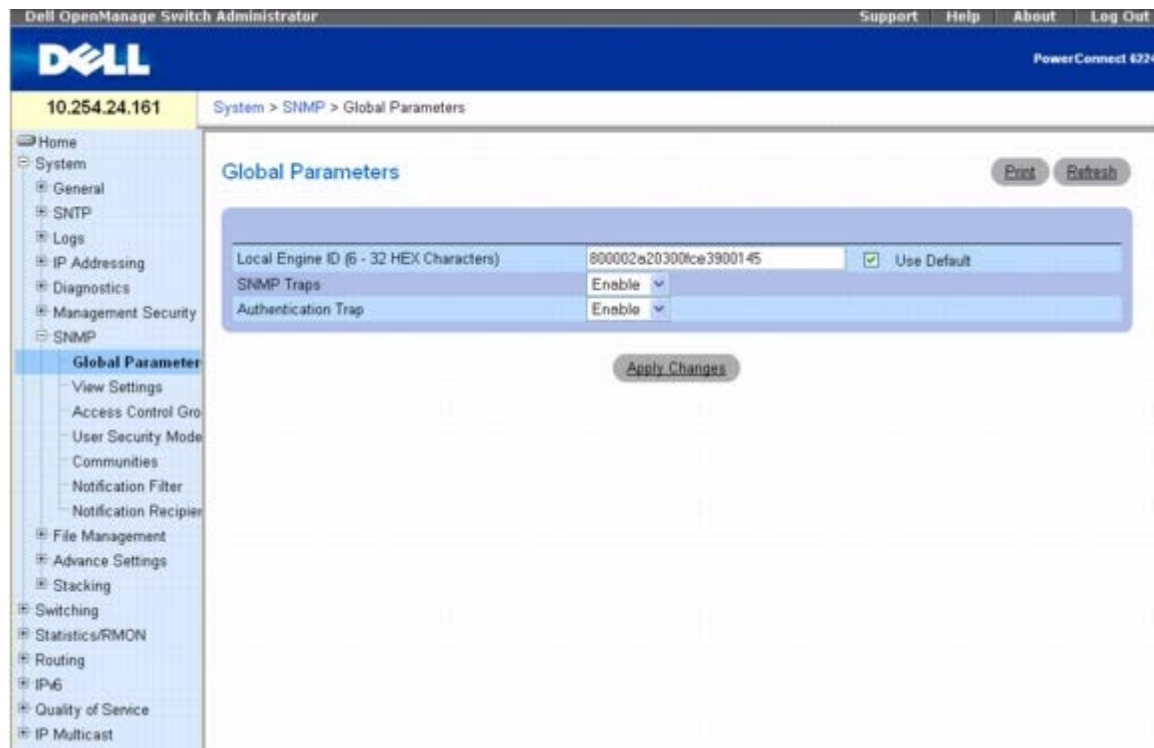 Dell OpenManage Switch Administrator
Support Help About Log Out
DELL
PowerConnect 6224
10.254.24.161
System > SNMP > Global Parameters
Home
System
General
SNTP
Logs
IP Addressing
Diagnostics
Management Security
SNMP
Global Parameter
View Settings
Access Control Gro
User Security Mode
Communities
Notification Filter
Notification Recipier
File Management
Advance Settings
Stacking
Switching
Statistics/RMON
Routing
IPv6
Quality of Service
IP Multicast
Global Parameters
Print Refresh
Local Engine ID (6 - 32 HEX Characters) 800002a20300fce3900145 Use Default
SNMP Traps Enable
Authentication Trap Enable
Apply Changes